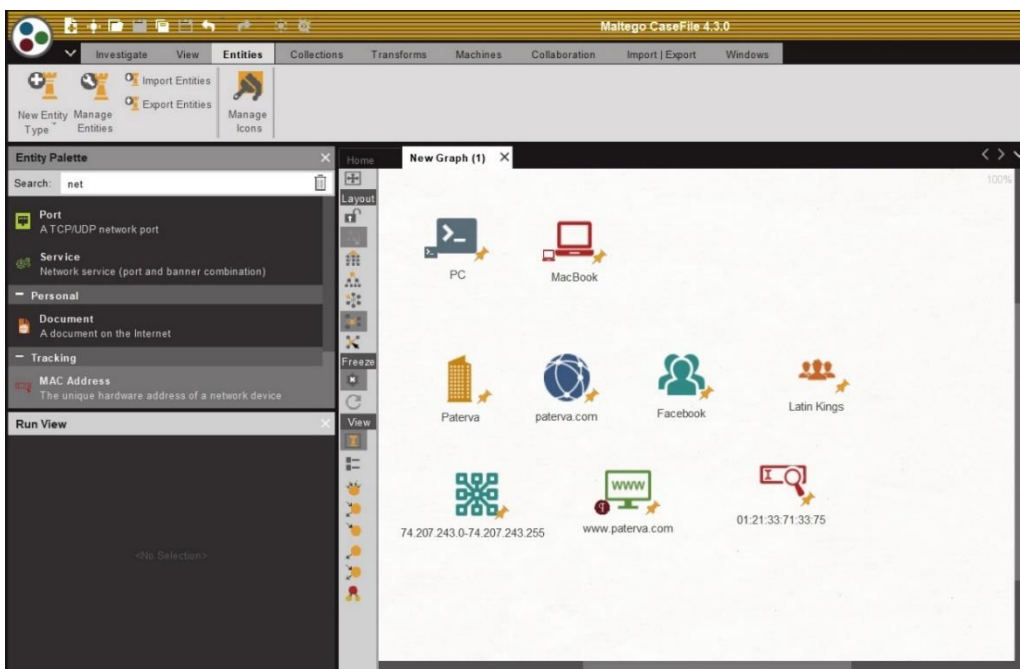 Maltego CaseFile 4.3.0
Investigate View Entities Collections Transforms Machines Collaboration Import | Export Windows
New Entity Type
Manage Entities
Import Entities
Export Entities
Manage Icons
Entity Palette
Search: net
Port
A TCP/UDP network port
Service
Network service (port and banner combination)
Personal
Document
A document on the Internet
Tracking
MAC Address
The unique hardware address of a network device
Run View
<No Selection>
Home New Graph (1)
100%
Layout
Freeze
View
PC
MacBook
Paterva
paterva.com
Facebook
Latin Kings
www
74.207.243.0-74.207.243.255
www.paterva.com
01:21:33:71:33:75